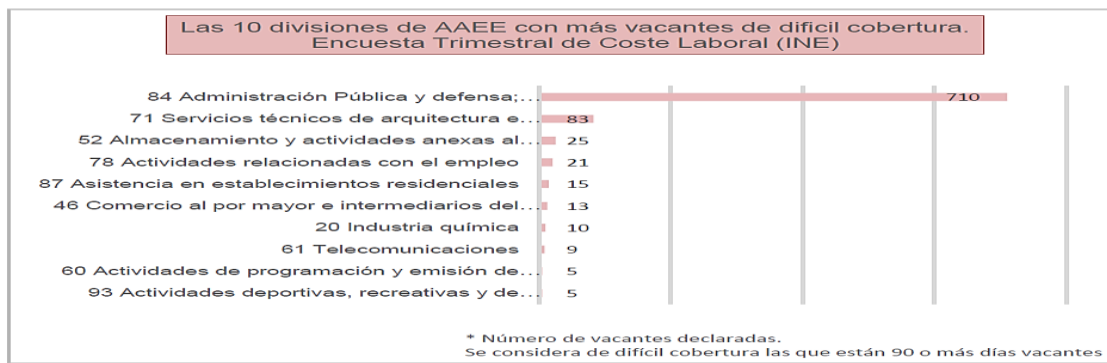 Las 10 divisiones de AAEE con más vacantes de dificil cobertura.
Encuesta Trimestral de Coste Laboral (INE)
84 Administración Pública y defensa;... 710
71 Servicios técnicos de arquitectura e... 83
52 Almacenamiento y actividades anexas al... 25
78 Actividades relacionadas con el empleo 21
87 Asistencia en establecimientos residenciales 15
46 Comercio al por mayor e intermediarios del... 13
20 Industria química 10
61 Telecomunicaciones 9
60 Actividades de programación y emisión de... 5
93 Actividades deportivas, recreativas y de... 5
* Número de vacantes declaradas.
Se considera de difícil cobertura las que están 90 o más días vacantes